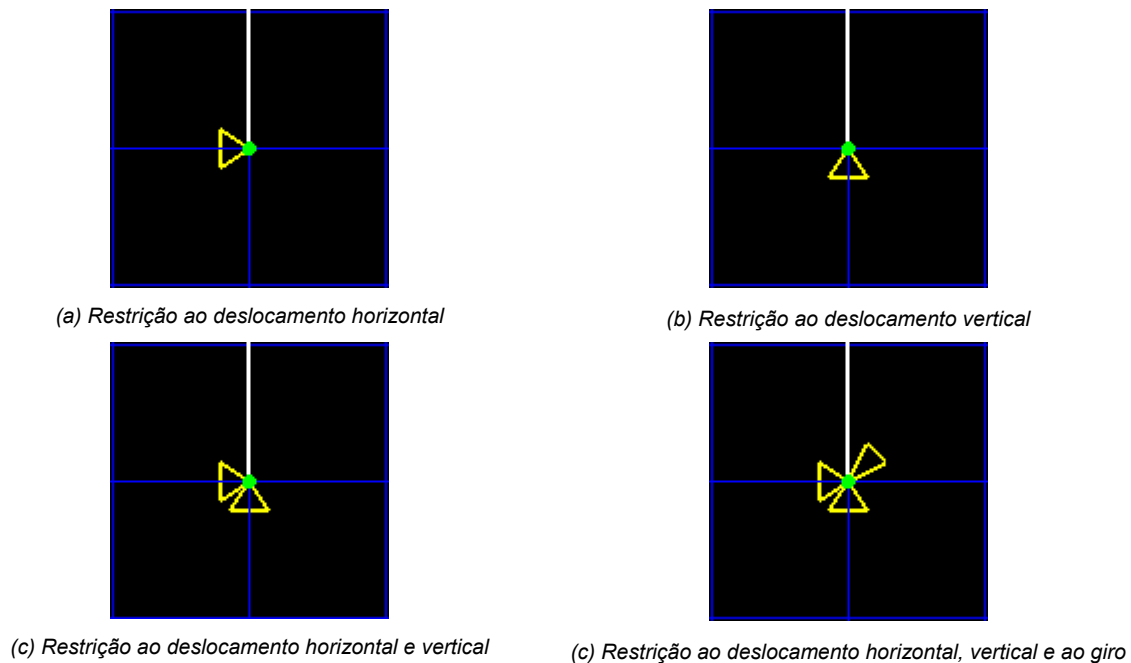 (a) Restrição ao deslocamento horizontal
(b) Restrição ao deslocamento vertical
(c) Restrição ao deslocamento horizontal e vertical
(c) Restrição ao deslocamento horizontal, vertical e ao giro